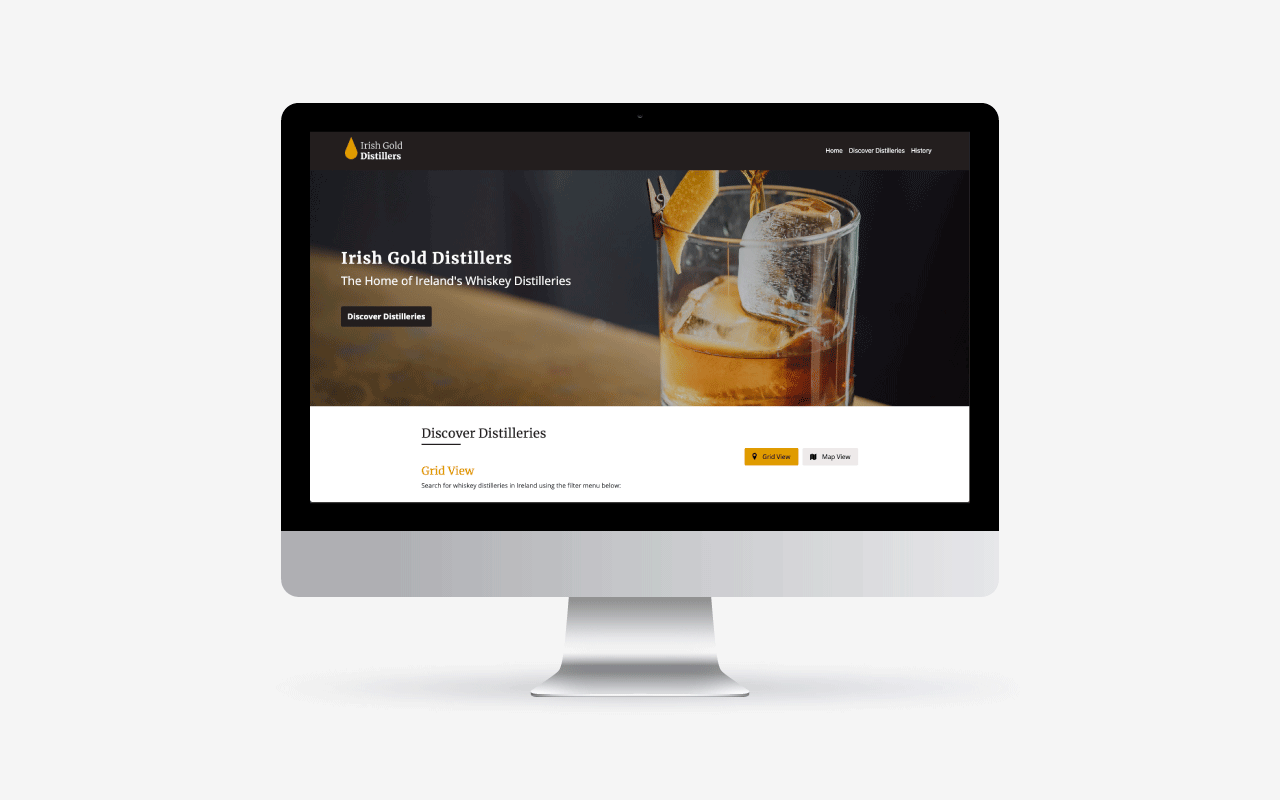 Irish Gold
Distillers
Home Discover Distilleries History
Irish Gold Distillers
The Home of Ireland's Whiskey Distilleries
Discover Distilleries
Discover Distilleries
Grid View Map View
Grid View
Search for whiskey distilleries in Ireland using the filter menu below: